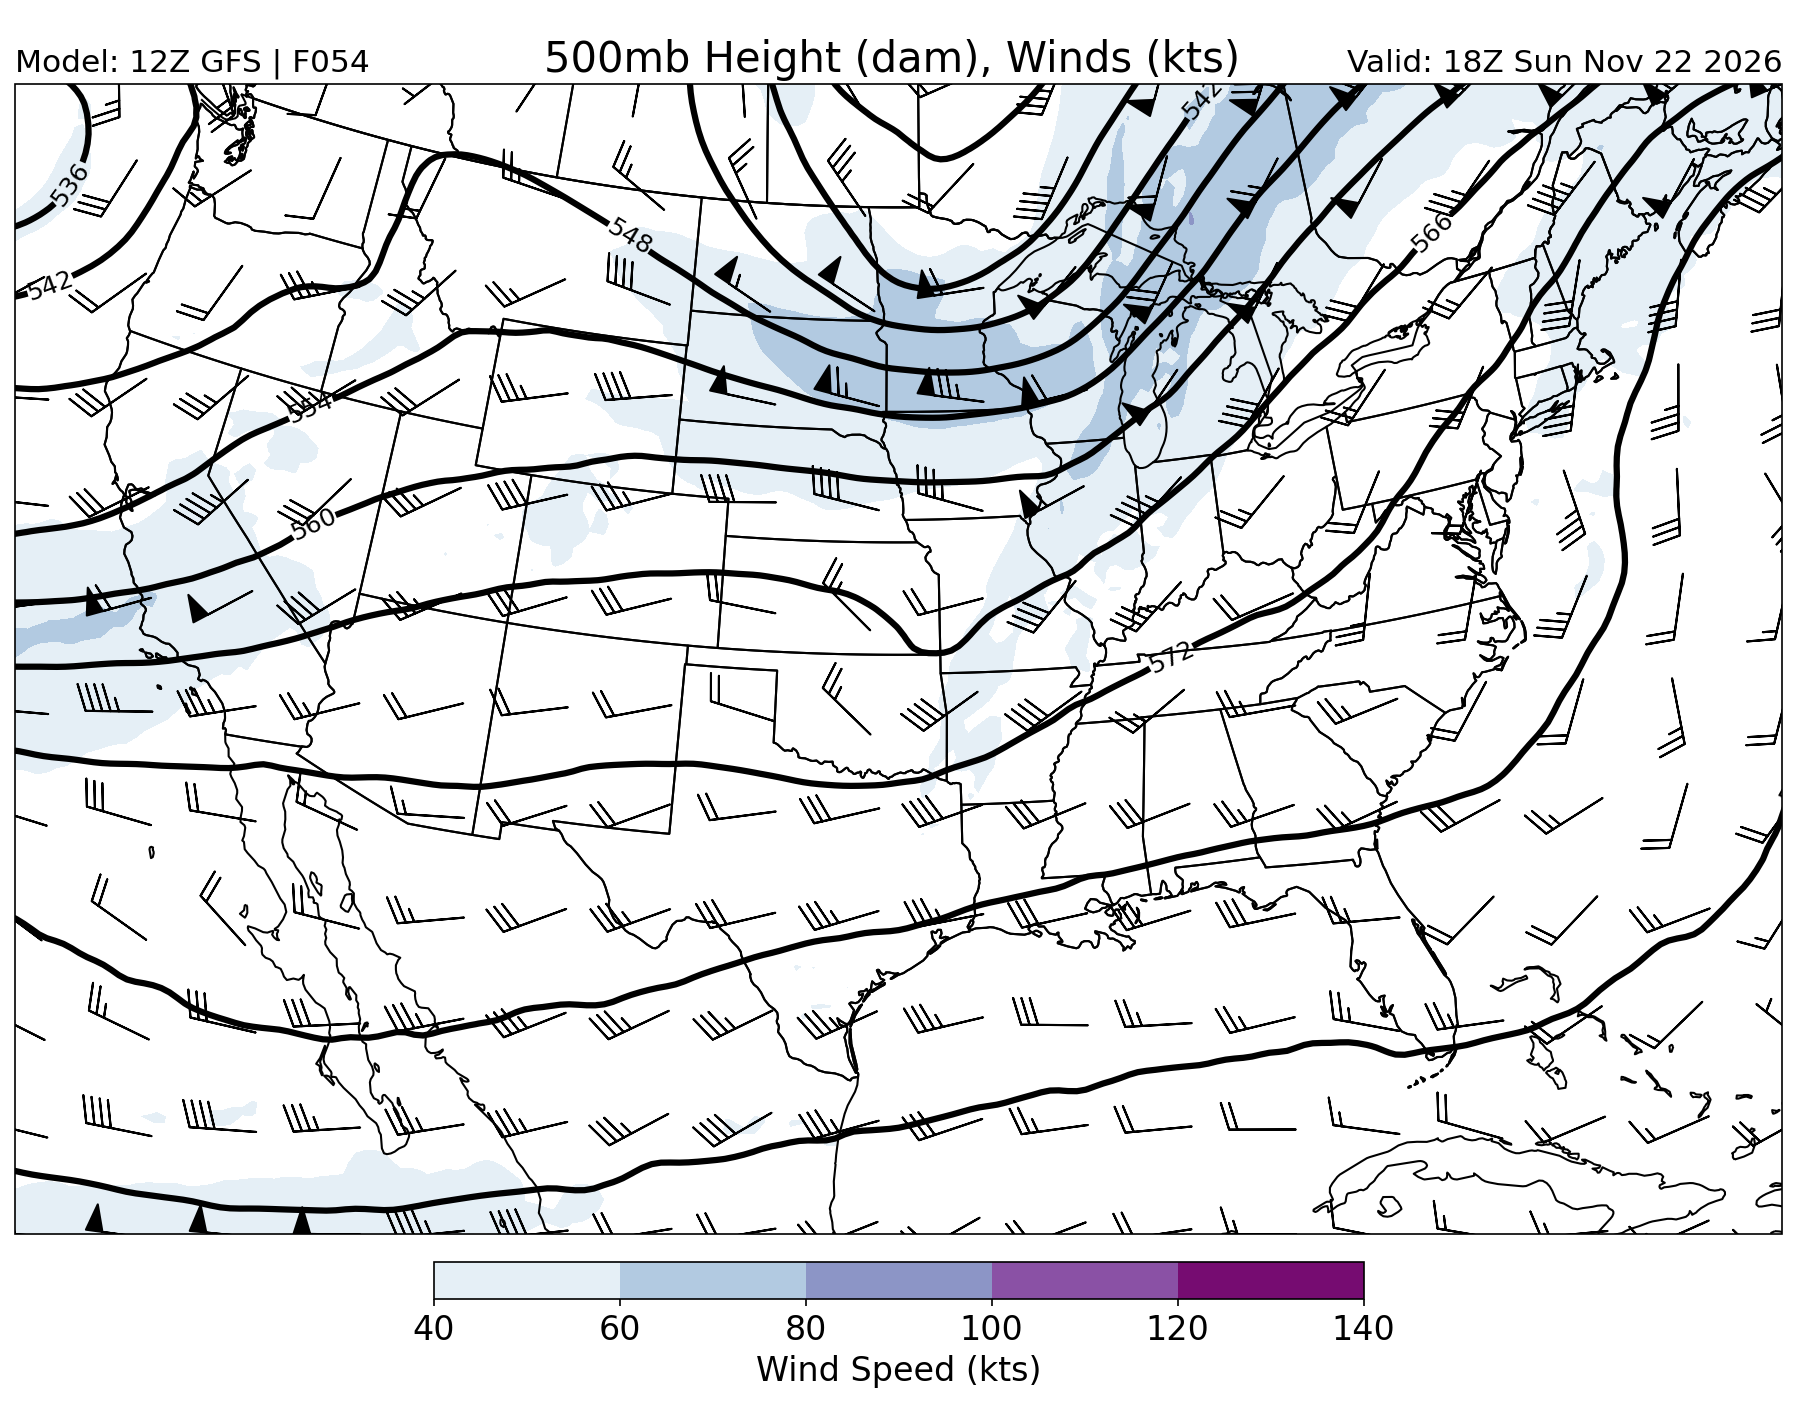 Model: 12Z GFS | F054
500mb Height (dam), Winds (kts)
Valid: 18Z Sun Nov 22 2026
542
536
548
566
542
554
560
572
40 60 80 100 120 140
Wind Speed (kts)